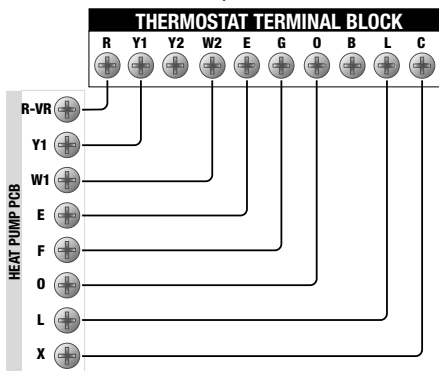 THERMOSTAT TERMINAL BLOCK
R Y1 Y2 W2 E G O B L C
HEAT PUMP PCB
R-VR
Y1
W1
E
F
O
L
X